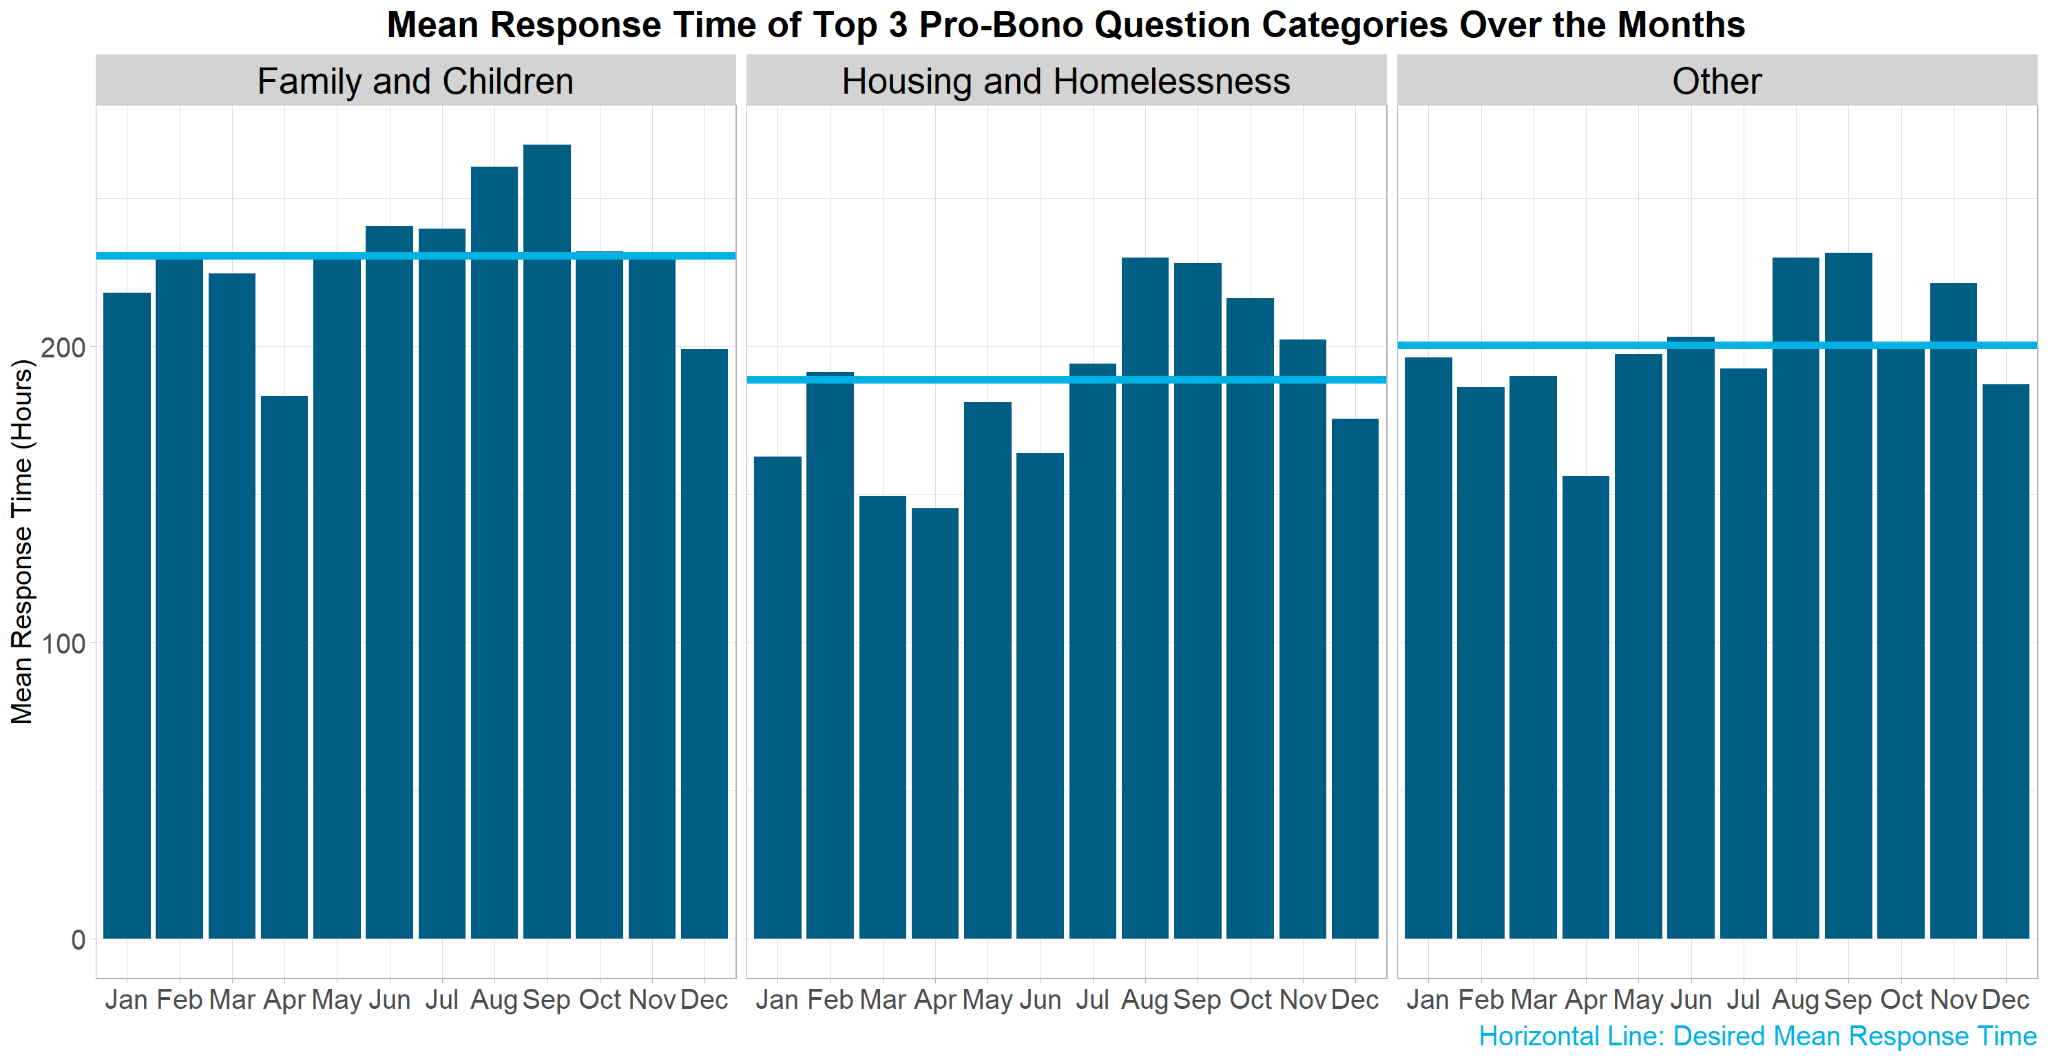 Mean Response Time of Top 3 Pro-Bono Question Categories Over the Months
Family and Children
Housing and Homelessness
Other
Mean Response Time (Hours)
200
100
0
Jan Feb Mar Apr May Jun Jul Aug Sep Oct Nov Dec
Jan Feb Mar Apr May Jun Jul Aug Sep Oct Nov Dec
Jan Feb Mar Apr May Jun Jul Aug Sep Oct Nov Dec
Horizontal Line: Desired Mean Response Time